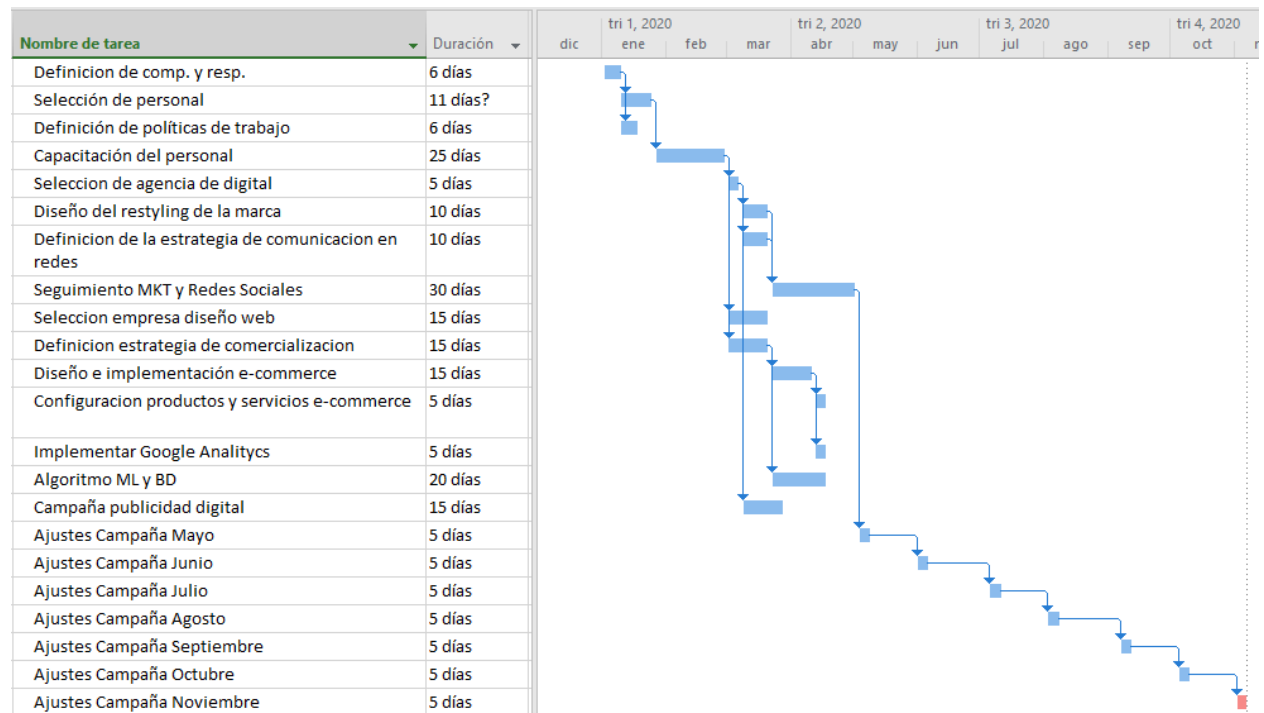 tri 1, 2020 tri 2, 2020 tri 3, 2020 tri 4, 2020
Nombre de tarea Duración dic ene feb mar abr may jun jul ago sep oct
Definicion de comp. y resp. 6 días
Selección de personal 11 días?
Definición de políticas de trabajo 6 días
Capacitación del personal 25 días
Seleccion de agencia de digital 5 días
Diseño del restyling de la marca 10 días
Definicion de la estrategia de comunicacion en 10 días
redes
Seguimiento MKT y Redes Sociales 30 días
Seleccion empresa diseño web 15 días
Definicion estrategia de comercializacion 15 días
Diseño e implementación e-commerce 15 días
Configuracion productos y servicios e-commerce 5 días
Implementar Google Analitycs 5 días
Algoritmo ML y BD 20 días
Campaña publicidad digital 15 días
Ajustes Campaña Mayo 5 días
Ajustes Campaña Junio 5 días
Ajustes Campaña Julio 5 días
Ajustes Campaña Agosto 5 días
Ajustes Campaña Septiembre 5 días
Ajustes Campaña Octubre 5 días
Ajustes Campaña Noviembre 5 días